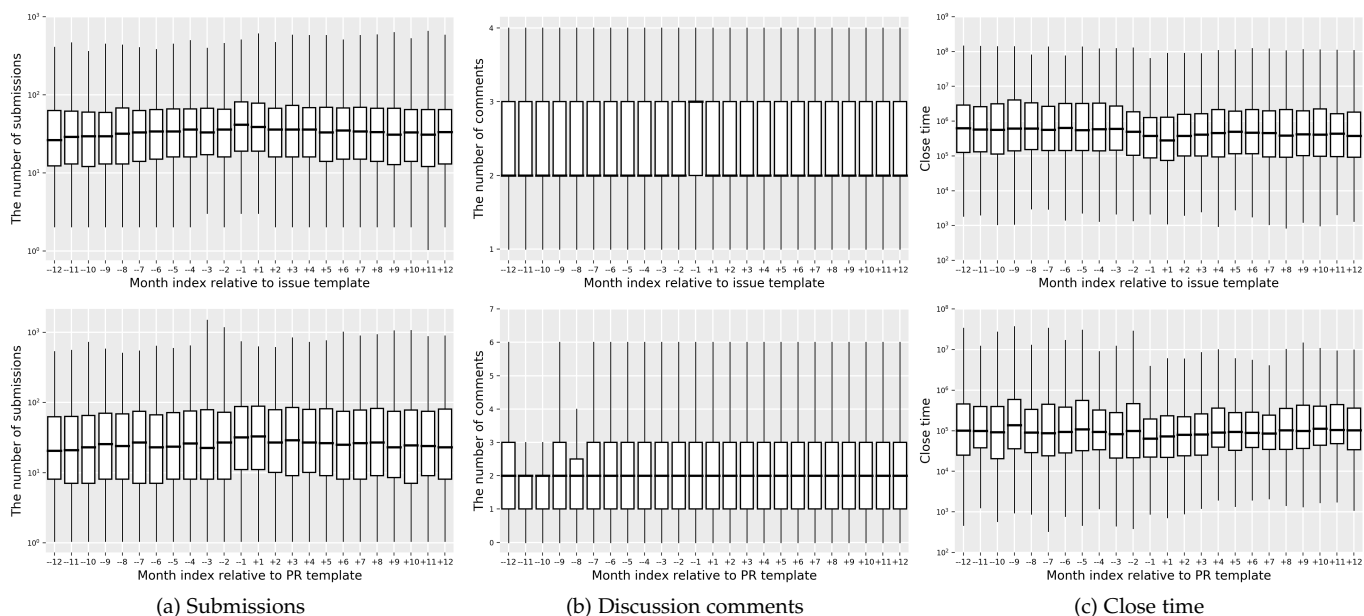 The number of submissions
10³
10²
10¹
10⁰
−12 −11 −10 −9 −8 −7 −6 −5 −4 −3 −2 −1 +1 +2 +3 +4 +5 +6 +7 +8 +9 +10 +11 +12
Month index relative to issue template
The number of comments
4
3
2
1
−12 −11 −10 −9 −8 −7 −6 −5 −4 −3 −2 −1 +1 +2 +3 +4 +5 +6 +7 +8 +9 +10 +11 +12
Month index relative to issue template
Close time
10⁹
10⁸
10⁷
10⁶
10⁵
10⁴
10³
10²
−12 −11 −10 −9 −8 −7 −6 −5 −4 −3 −2 −1 +1 +2 +3 +4 +5 +6 +7 +8 +9 +10 +11 +12
Month index relative to issue template
The number of submissions
10³
10²
10¹
10⁰
−12 −11 −10 −9 −8 −7 −6 −5 −4 −3 −2 −1 +1 +2 +3 +4 +5 +6 +7 +8 +9 +10 +11 +12
Month index relative to PR template
The number of comments
7
6
5
4
3
2
1
0
−12 −11 −10 −9 −8 −7 −6 −5 −4 −3 −2 −1 +1 +2 +3 +4 +5 +6 +7 +8 +9 +10 +11 +12
Month index relative to PR template
Close time
10⁸
10⁷
10⁶
10⁵
10⁴
10³
10²
−12 −11 −10 −9 −8 −7 −6 −5 −4 −3 −2 −1 +1 +2 +3 +4 +5 +6 +7 +8 +9 +10 +11 +12
Month index relative to PR template
(a) Submissions
(b) Discussion comments
(c) Close time